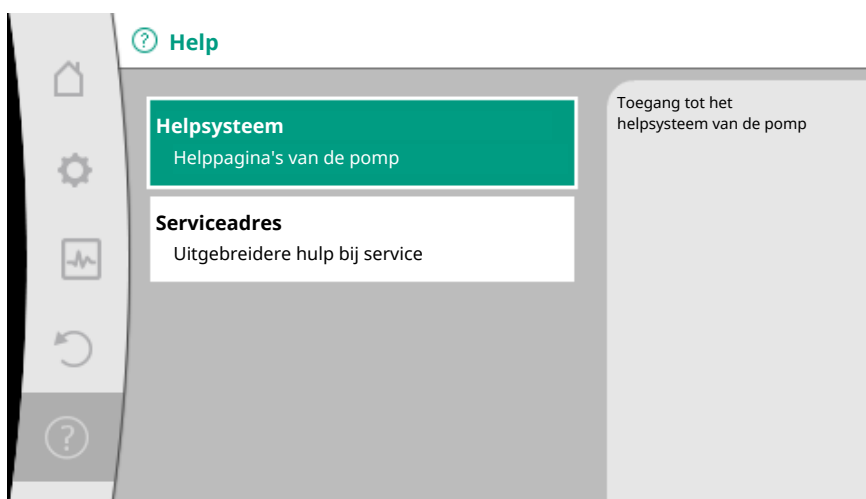 Help
Helpsysteem
Helppagina's van de pomp
Serviceadres
Uitgebreidere hulp bij service
Toegang tot het
helpsysteem van de pomp